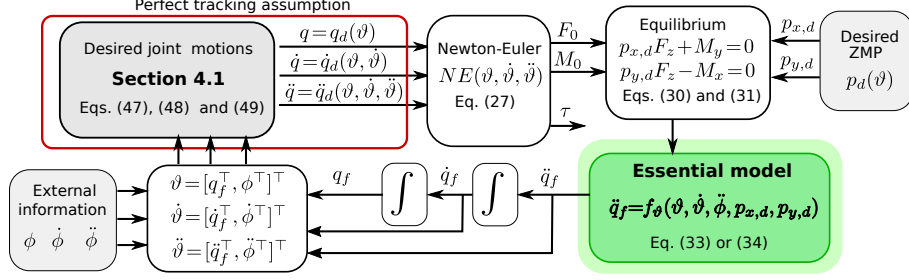 Perfect tracking assumption
Desired joint motions
Section 4.1
Eqs. (47), (48) and (49)
q=q_d(ϑ)
q̇=q̇_d(ϑ, ϑ̇)
q̈=q̈_d(ϑ, ϑ̇, ϑ̈)
Newton-Euler
NE(ϑ, ϑ̇, ϑ̈)
Eq. (27)
F_0
M_0
τ
Equilibrium
p_{x,d}F_z+M_y=0
p_{y,d}F_z−M_x=0
Eqs. (30) and (31)
p_{x,d}
p_{y,d}
Desired
ZMP
p_d(ϑ)
External
information
ϕ ϕ̇ ϕ̈
ϑ=[q_f^⊤, ϕ^⊤]^⊤
ϑ̇=[q̇_f^⊤, ϕ̇^⊤]^⊤
ϑ̈=[q̈_f^⊤, ϕ̈^⊤]^⊤
q_f
∫
q̇_f
∫
q̈_f
Essential model
q̈_f=f_ϑ(ϑ, ϑ̇, ϕ̈, p_{x,d}, p_{y,d})
Eq. (33) or (34)